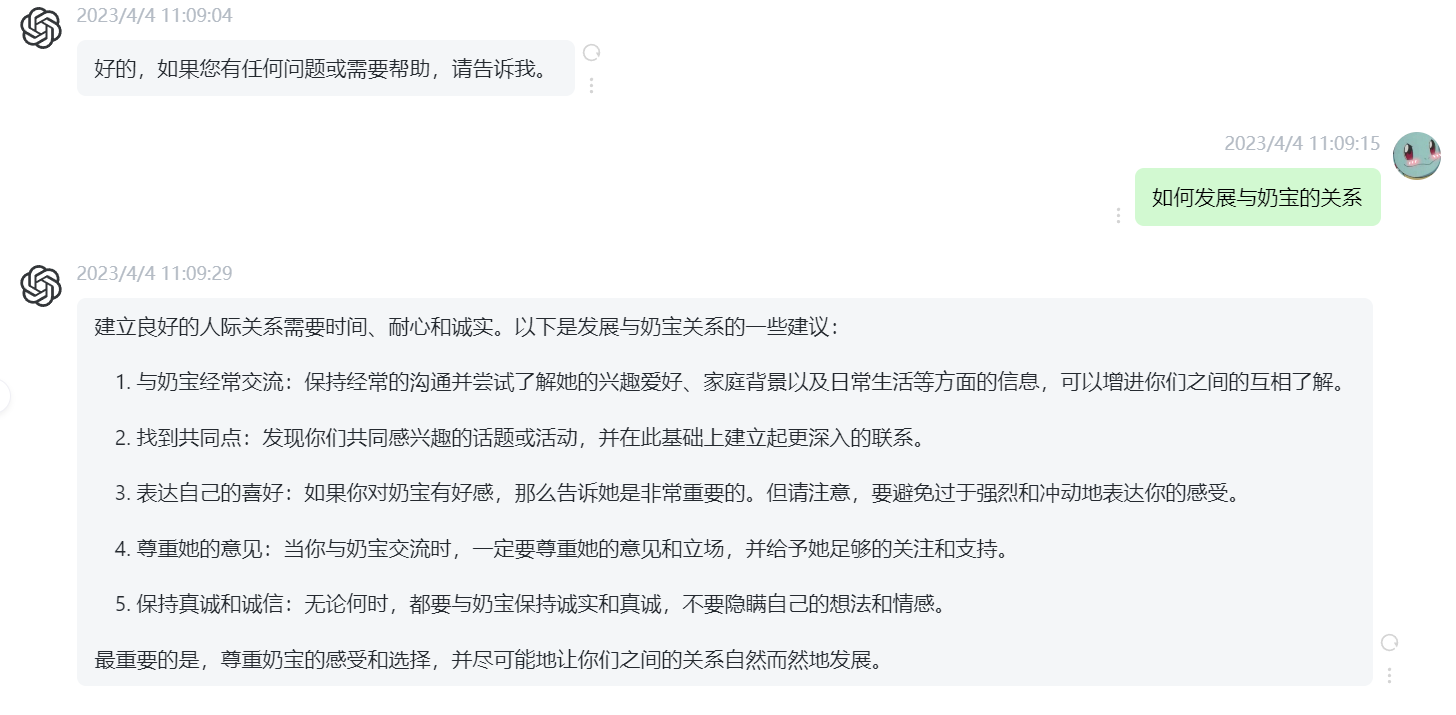 2023/4/4 11:09:04
好的，如果您有任何问题或需要帮助，请告诉我。
2023/4/4 11:09:15
如何发展与奶宝的关系
2023/4/4 11:09:29
建立良好的人际关系需要时间、耐心和诚实。以下是发展与奶宝关系的一些建议：
1. 与奶宝经常交流：保持经常的沟通并尝试了解她的兴趣爱好、家庭背景以及日常生活等方面的信息，可以增进你们之间的互相了解。
2. 找到共同点：发现你们共同感兴趣的话题或活动，并在此基础上建立起更深入的联系。
3. 表达自己的喜好：如果你对奶宝有好感，那么告诉她是非常重要的。但请注意，要避免过于强烈和冲动地表达你的感受。
4. 尊重她的意见：当你与奶宝交流时，一定要尊重她的意见和立场，并给予她足够的关注和支持。
5. 保持真诚和诚信：无论何时，都要与奶宝保持诚实和真诚，不要隐瞒自己的想法和情感。
最重要的是，尊重奶宝的感受和选择，并尽可能地让你们之间的关系自然而然地发展。